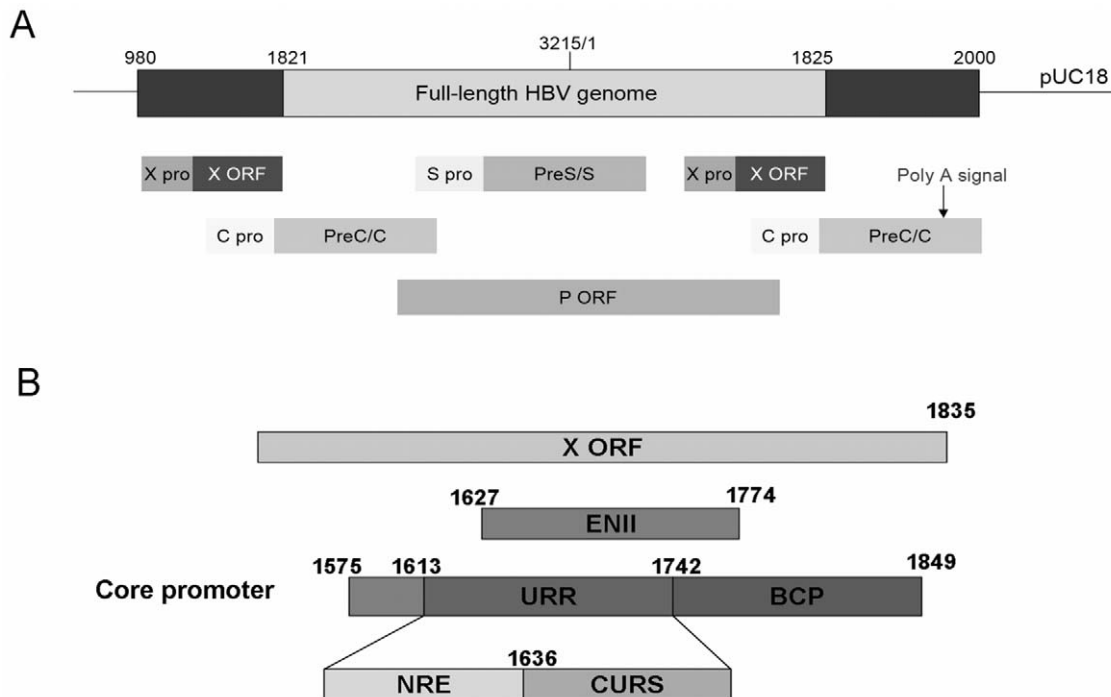 A
3215/1
980 1821 1825 2000
pUC18
Full-length HBV genome
X pro X ORF S pro PreS/S X pro X ORF
Poly A signal
C pro PreC/C C pro PreC/C
P ORF
B
1835
X ORF
1627 1774
ENII
1575 1613 1742 1849
Core promoter URR BCP
1636
NRE CURS